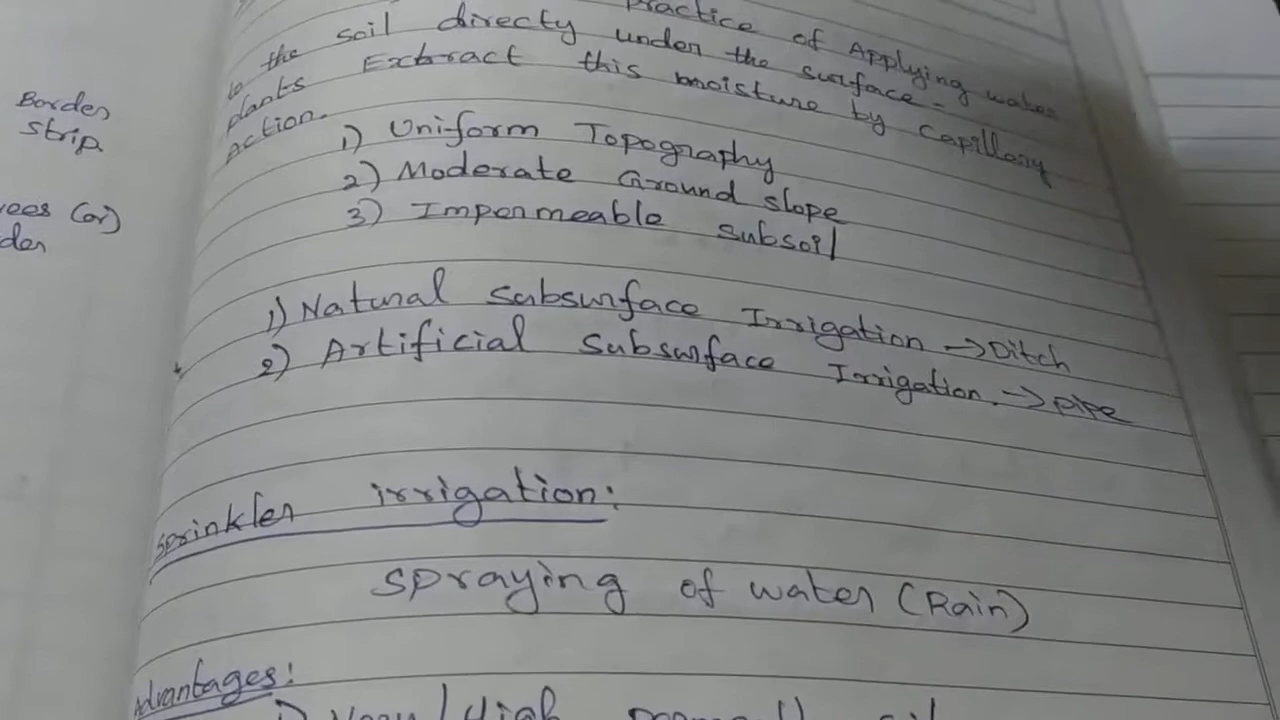 Border
strip
(or)
Practice of Applying water
to the soil directy under the surface.
plants Extract this moisture by Capillary
action.
1) Uniform Topography
2) Moderate Ground slope
3) Impermeable subsoil
1) Natural subsurface Irrigation → Ditch
2) Artificial subsurface Irrigation. → pipe
Sprinkler irrigation:
Spraying of water (Rain)
Advantages:
1)